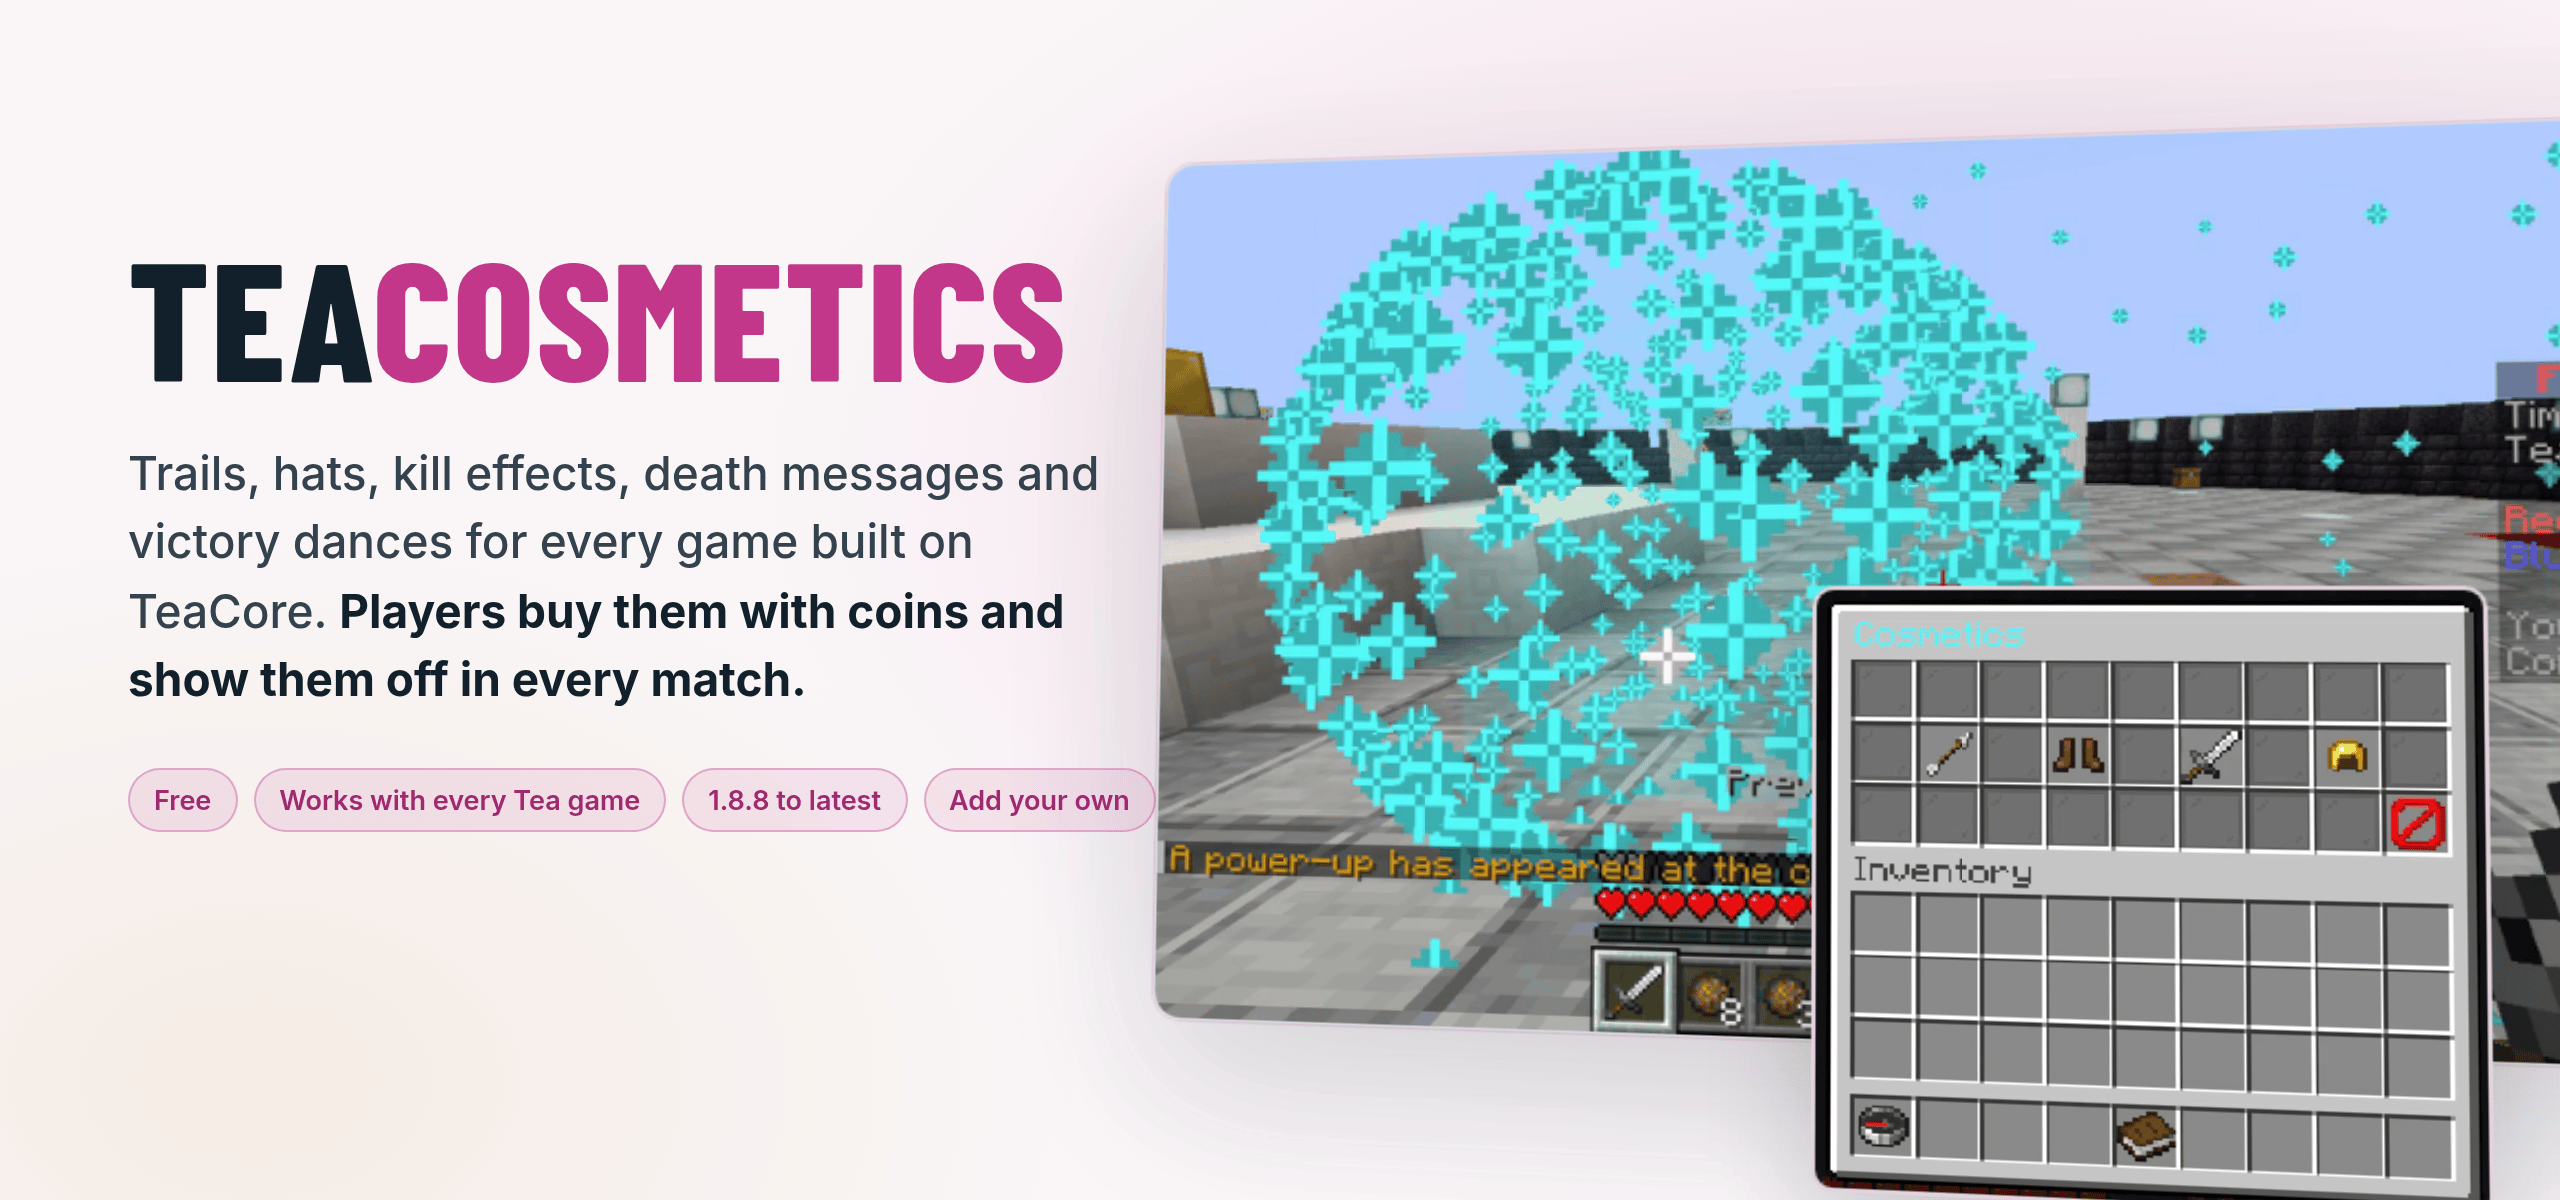 TEACOSMETICS
Trails, hats, kill effects, death messages and
victory dances for every game built on
TeaCore. Players buy them with coins and
show them off in every match.
Free
Works with every Tea game
1.8.8 to latest
Add your own
A power-up has appeared at the
8
Cosmetics
Inventory